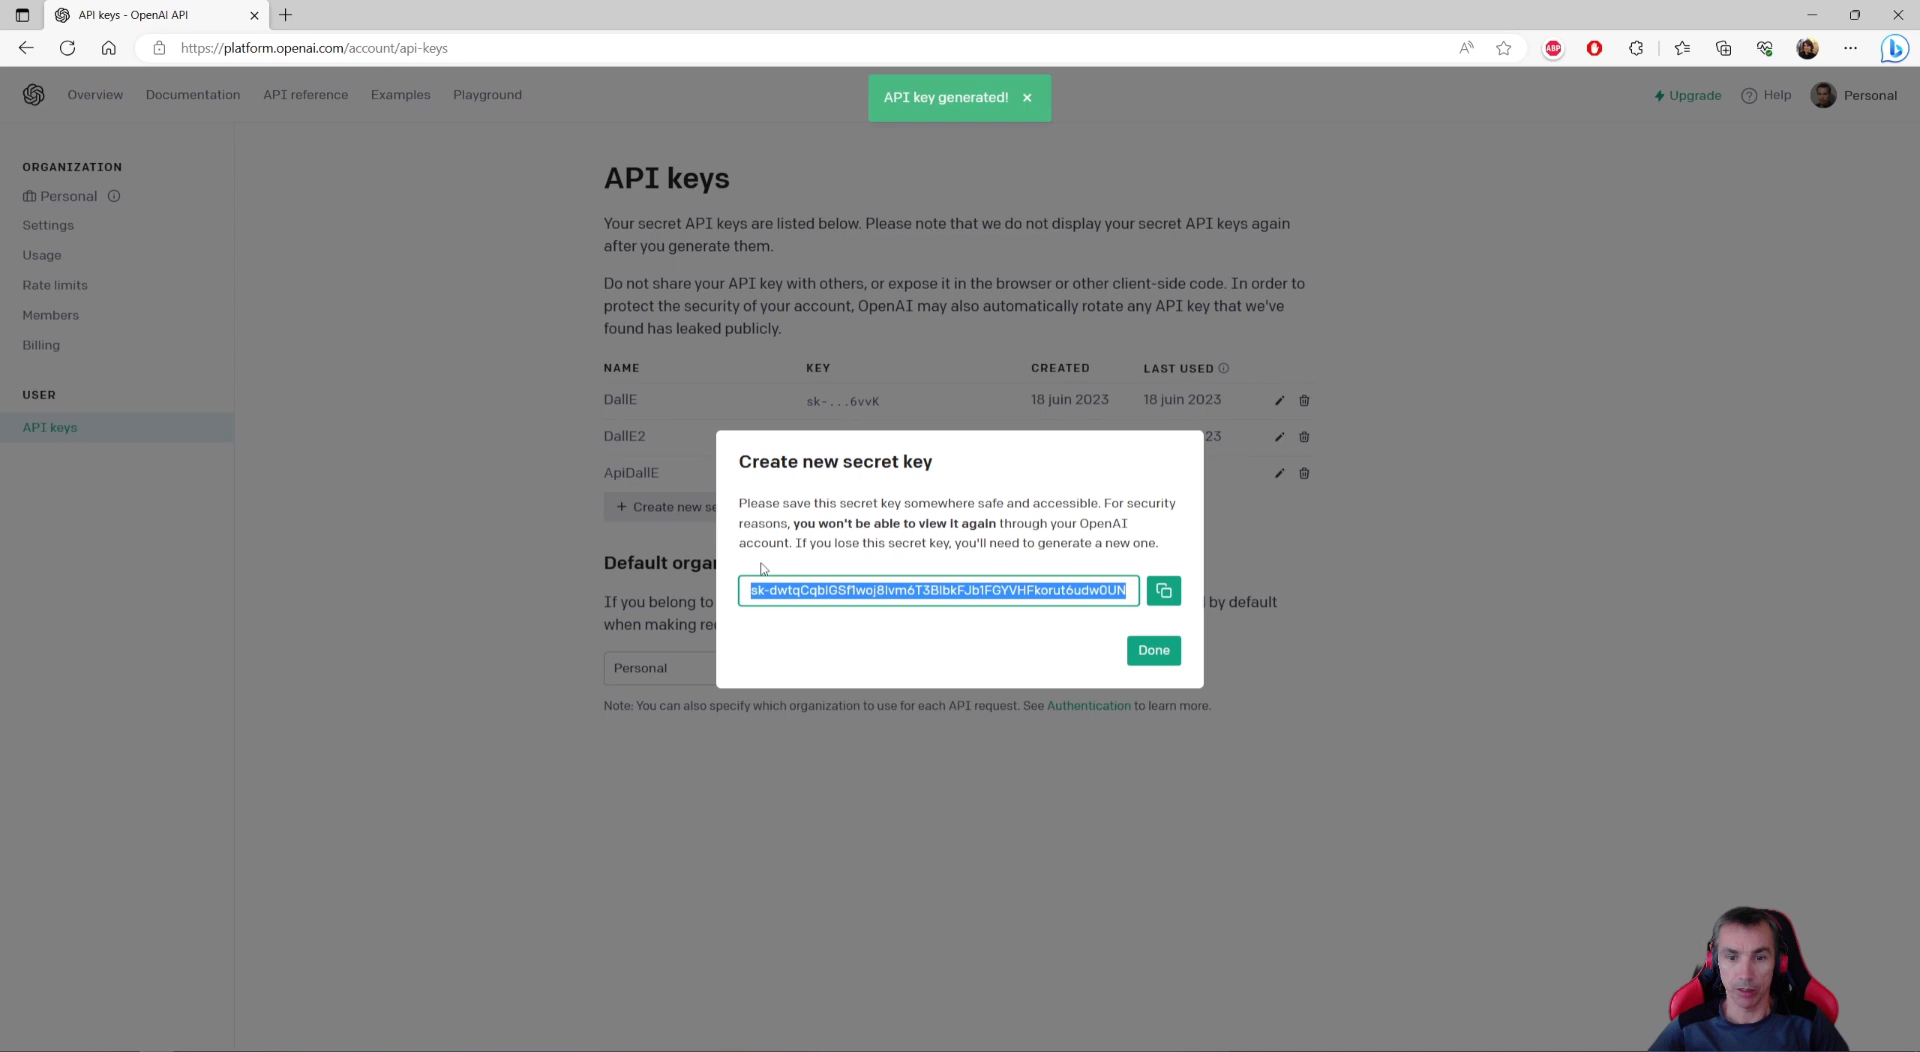 API keys - OpenAI API
https://platform.openai.com/account/api-keys
ABP
Overview Documentation API reference Examples Playground
API key generated!
Upgrade Help Personal
ORGANIZATION
Personal
Settings
Usage
Rate limits
Members
Billing
USER
API keys
API keys
Your secret API keys are listed below. Please note that we do not display your secret API keys again
after you generate them.
Do not share your API key with others, or expose it in the browser or other client-side code. In order to
protect the security of your account, OpenAI may also automatically rotate any API key that we've
found has leaked publicly.
NAME KEY CREATED LAST USED
DallE sk-...6vvK 18 juin 2023 18 juin 2023
DallE2 23
ApiDallE
+ Create new se
Create new secret key
Please save this secret key somewhere safe and accessible. For security
reasons, you won't be able to view it again through your OpenAI
account. If you lose this secret key, you'll need to generate a new one.
Done
Default orga
If you belong to by default
when making re
Personal
Note: You can also specify which organization to use for each API request. See Authentication to learn more.